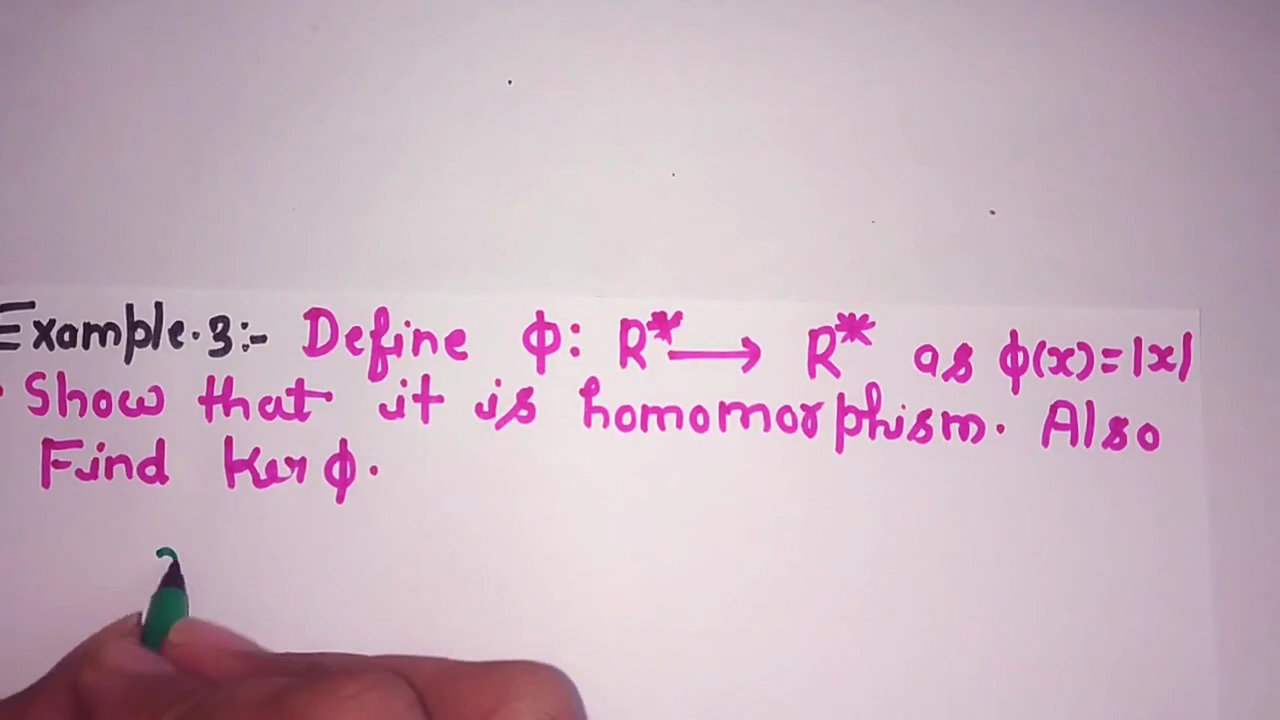 Example.3:- Define ϕ: R* ⟶ R* as ϕ(x)=|x|
. Show that it is homomorphism. Also
Find Ker ϕ.